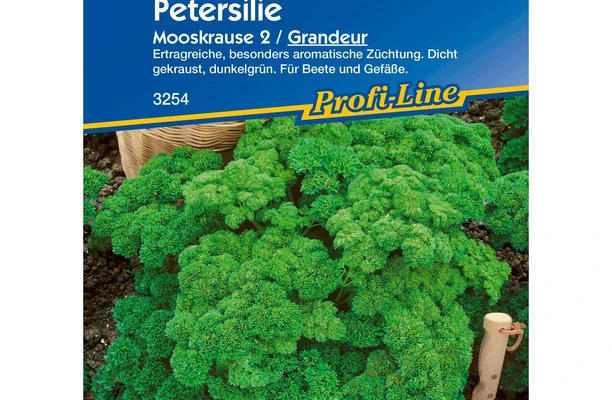 Petersilie
Mooskrause 2 / Grandeur
Ertragreiche, besonders aromatische Züchtung. Dicht
gekraust, dunkelgrün. Für Beete und Gefäße.
3254
Profi-Line